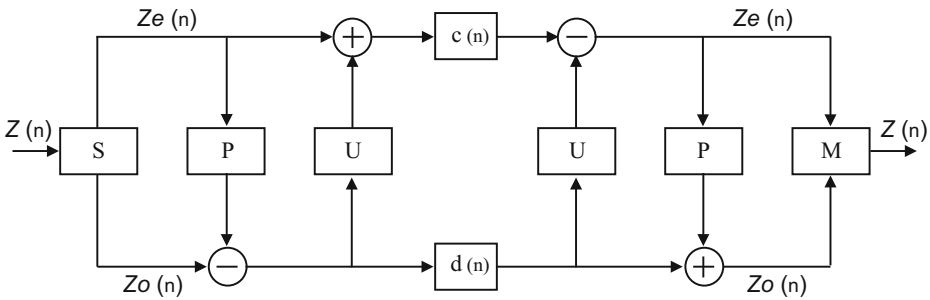 Ze (n) Ze (n)
+ c (n) −
Z (n) S P U U P M Z (n)
− d (n) +
Zo (n) Zo (n)